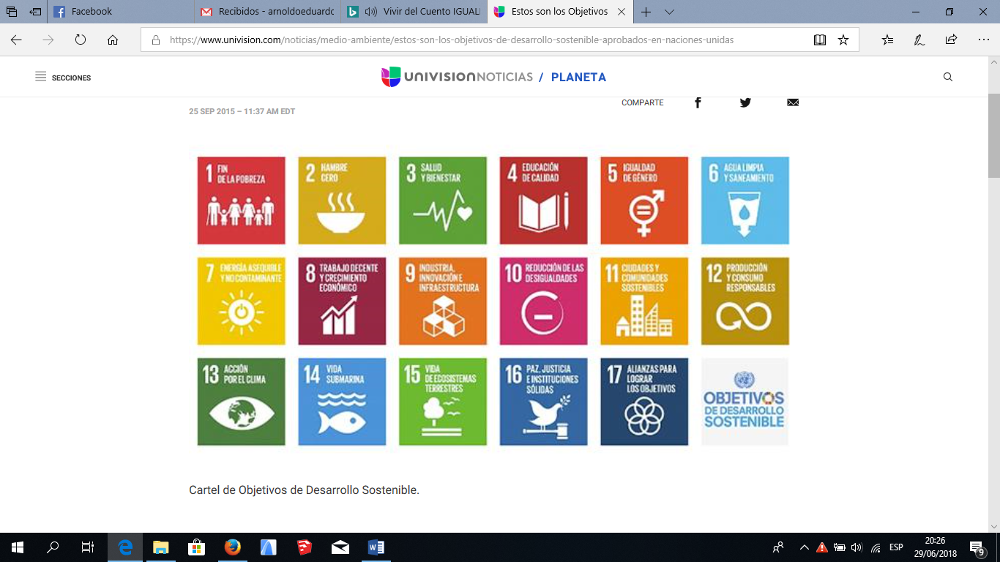 Facebook
Recibidos - arnoldoeduardo
Vivir del Cuento IGUAL
Estos son los Objetivos
https://www.univision.com/noticias/medio-ambiente/estos-son-los-objetivos-de-desarrollo-sostenible-aprobados-en-naciones-unidas
SECCIONES
UNIVISION NOTICIAS / PLANETA
COMPARTE
25 SEP 2015 – 11:37 AM EDT
1 FIN
DE LA POBREZA
2 HAMBRE
CERO
3 SALUD
Y BIENESTAR
4 EDUCACIÓN
DE CALIDAD
5 IGUALDAD
DE GÉNERO
6 AGUA LIMPIA
Y SANEAMIENTO
7 ENERGÍA ASEQUIBLE
Y NO CONTAMINANTE
8 TRABAJO DECENTE
Y CRECIMIENTO
ECONÓMICO
9 INDUSTRIA,
INNOVACIÓN E
INFRAESTRUCTURA
10 REDUCCIÓN DE LAS
DESIGUALDADES
11 CIUDADES Y
COMUNIDADES
SOSTENIBLES
12 PRODUCCIÓN
Y CONSUMO
RESPONSABLES
13 ACCIÓN
POR EL CLIMA
14 VIDA
SUBMARINA
15 VIDA
DE ECOSISTEMAS
TERRESTRES
16 PAZ, JUSTICIA
E INSTITUCIONES
SÓLIDAS
17 ALIANZAS PARA
LOGRAR
LOS OBJETIVOS
OBJETIVOS
DE DESARROLLO
SOSTENIBLE
Cartel de Objetivos de Desarrollo Sostenible.
ESP
20:26
29/06/2018
9